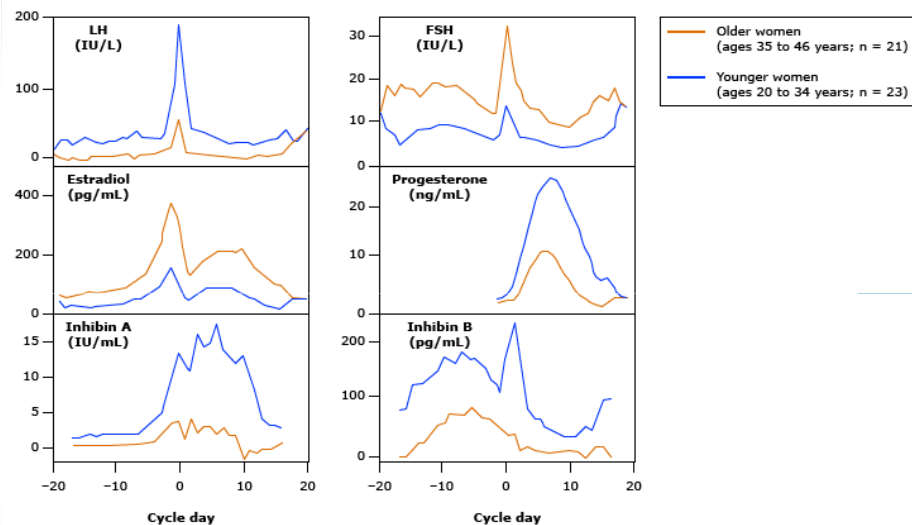 LH
(IU/L)
200
100
0
FSH
(IU/L)
30
20
10
0
Older women
(ages 35 to 46 years; n = 21)
Younger women
(ages 20 to 34 years; n = 23)
Estradiol
(pg/mL)
400
200
0
Progesterone
(ng/mL)
20
10
0
Inhibin A
(IU/mL)
15
10
5
0
Inhibin B
(pg/mL)
200
100
0
−20 −10 0 10 20
Cycle day
−20 −10 0 10 20
Cycle day